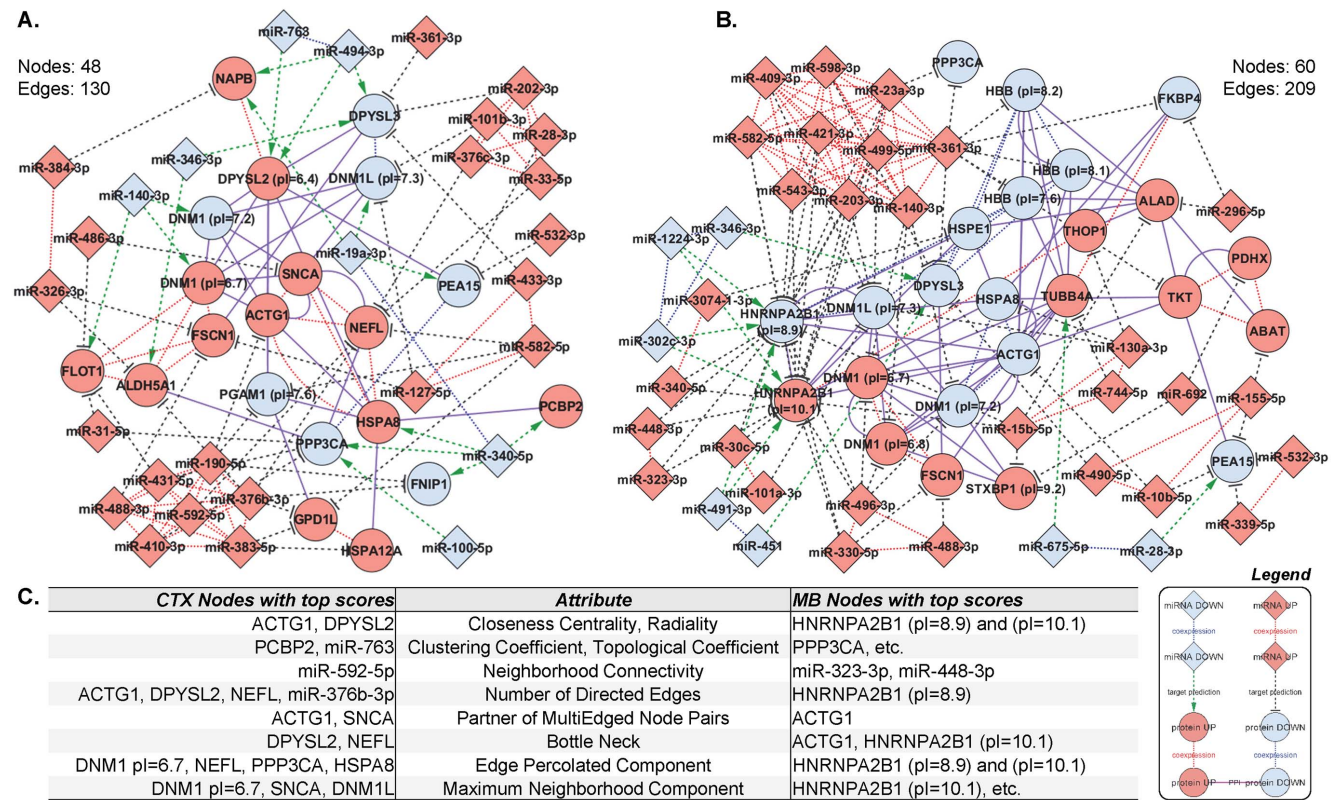 A.
Nodes: 48
Edges: 130
miR-763
miR-494-3p
miR-361-3p
NAPB
DPYSL3
miR-202-3p
miR-101b-3p
miR-28-3p
miR-376c-3p
miR-33-5p
miR-384-3p
miR-346-3p
miR-140-3p
DPYSL2 (pI=6.4)
DNM1L (pI=7.3)
DNM1 (pI=7.2)
miR-486-3p
miR-19a-3p
miR-532-3p
miR-326-3p
DNM1 (pI=6.7)
SNCA
PEA15
miR-433-3p
FSCN1
ACTG1
NEFL
miR-582-5p
FLOT1
ALDH5A1
PGAM1 (pI=7.6)
miR-127-5p
PCBP2
miR-31-5p
PPP3CA
HSPA8
miR-340-5p
miR-190-5p
miR-431-5p
miR-376b-3p
FNIP1
miR-488-3p
miR-592-5p
GPD1L
miR-410-3p
miR-383-5p
HSPA12A
miR-100-5p
B.
Nodes: 60
Edges: 209
miR-409-3p
miR-598-3p
miR-23a-3p
PPP3CA
HBB (pI=8.2)
FKBP4
miR-582-5p
miR-421-3p
miR-499-5p
miR-361-3p
HBB (pI=8.1)
miR-543-3p
miR-203-3p
miR-140-3p
HBB (pI=7.6)
ALAD
miR-296-5p
miR-1224-3p
miR-346-3p
HSPE1
THOP1
PDHX
miR-3074-1-3p
DPYSL3
HSPA8
TUBB4A
TKT
HNRNPA2B1
(pI=8.9)
DNM1L (pI=7.3)
ABAT
miR-302c-3p
ACTG1
miR-130a-3p
miR-340-5p
DNM1 (pI=6.7)
HNRNPA2B1
(pI=10.1)
DNM1 (pI=7.2)
miR-744-5p
miR-692
miR-155-5p
miR-448-3p
miR-30c-5p
DNM1 (pI=6.8)
miR-15b-5p
miR-323-3p
miR-101a-3p
FSCN1
STXBP1 (pI=9.2)
miR-490-5p
PEA15
miR-532-3p
miR-491-3p
miR-496-3p
miR-10b-5p
miR-339-5p
miR-451
miR-330-5p
miR-488-3p
miR-675-5p
miR-28-3p
C.
CTX Nodes with top scores Attribute MB Nodes with top scores
ACTG1, DPYSL2 Closeness Centrality, Radiality HNRNPA2B1 (pI=8.9) and (pI=10.1)
PCBP2, miR-763 Clustering Coefficient, Topological Coefficient PPP3CA, etc.
miR-592-5p Neighborhood Connectivity miR-323-3p, miR-448-3p
ACTG1, DPYSL2, NEFL, miR-376b-3p Number of Directed Edges HNRNPA2B1 (pI=8.9)
ACTG1, SNCA Partner of MultiEdged Node Pairs ACTG1
DPYSL2, NEFL Bottle Neck ACTG1, HNRNPA2B1 (pI=10.1)
DNM1 pI=6.7, NEFL, PPP3CA, HSPA8 Edge Percolated Component HNRNPA2B1 (pI=8.9) and (pI=10.1)
DNM1 pI=6.7, SNCA, DNM1L Maximum Neighborhood Component HNRNPA2B1 (pI=10.1), etc.
Legend
miRNA DOWN miRNA UP
coexpression coexpression
miRNA DOWN miRNA UP
target prediction target prediction
protein UP protein DOWN
coexpression coexpression
protein UP PPI protein DOWN